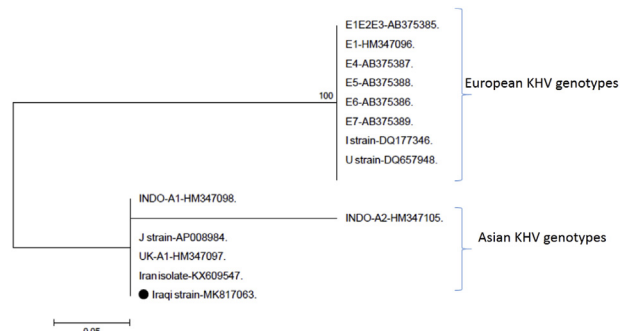 E1E2E3-AB375385.
E1-HM347096.
E4-AB375387.
E5-AB375388.
E6-AB375386.
E7-AB375389.
I strain-DQ177346.
U strain-DQ657948.
100
European KHV genotypes
INDO-A1-HM347098.
INDO-A2-HM347105.
J strain-AP008984.
UK-A1-HM347097.
Iran isolate-KX609547.
Iraqi strain-MK817063.
Asian KHV genotypes
0.05